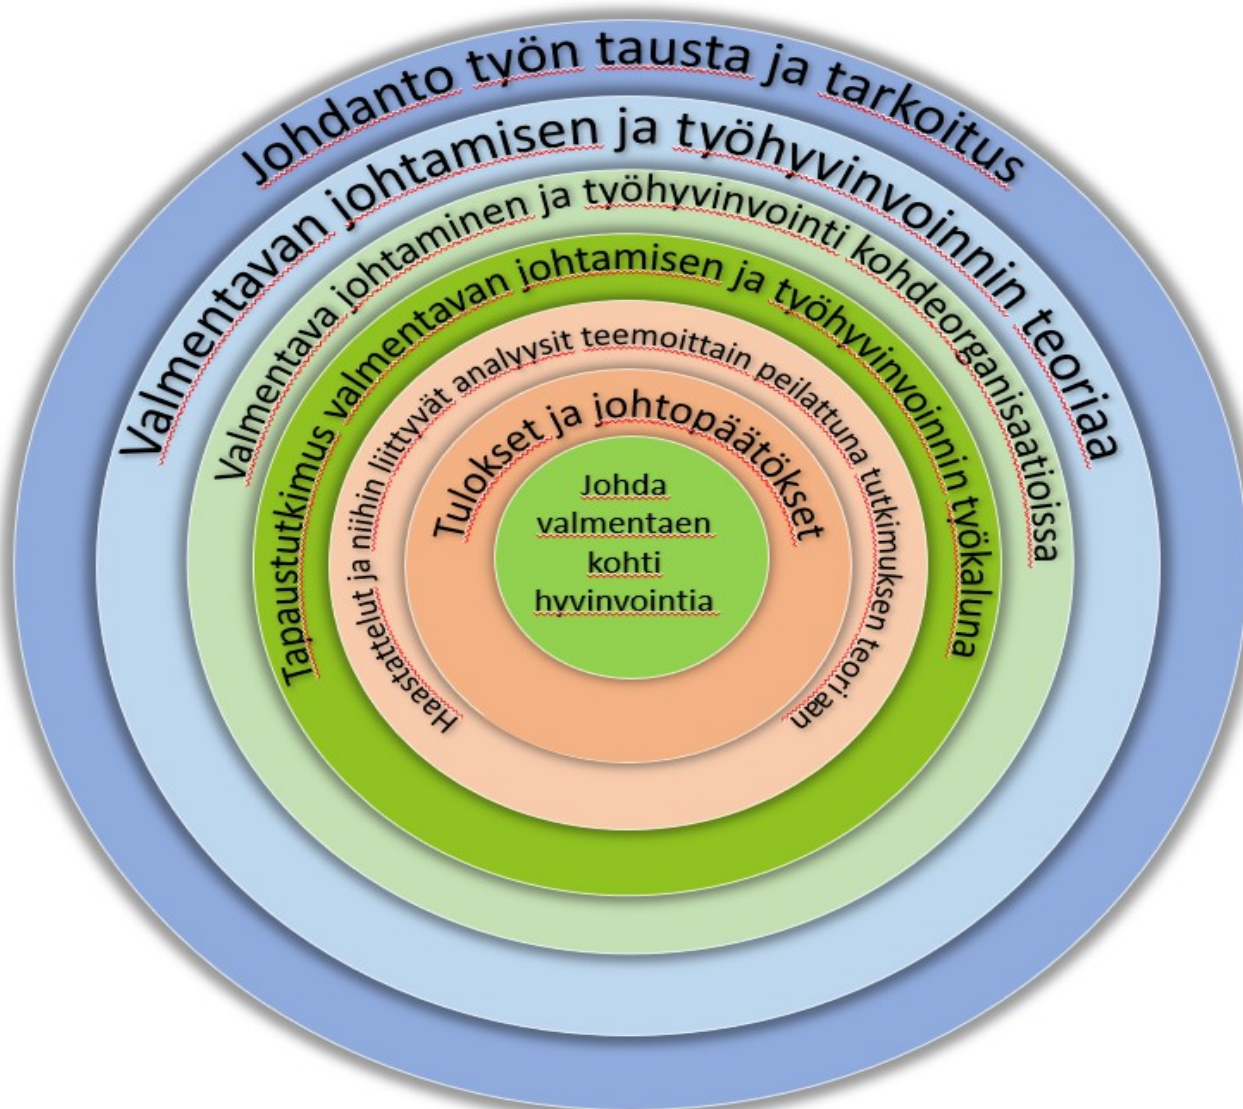 Johdanto työn tausta ja tarkoitus
Valmentavan johtamisen ja työhyvinvoinnin teoriaa
Valmentava johtaminen ja työhyvinvointi kohdeorganisaatioissa
Tapaustutkimus valmentavan johtamisen ja työhyvinvoinnin työkaluna
Haastattelut ja niihin liittyvät analyysit teemoittain peilattuna tutkimuksen teoriaan
Tulokset ja johtopäätökset
Johda
valmentaen
kohti
hyvinvointia